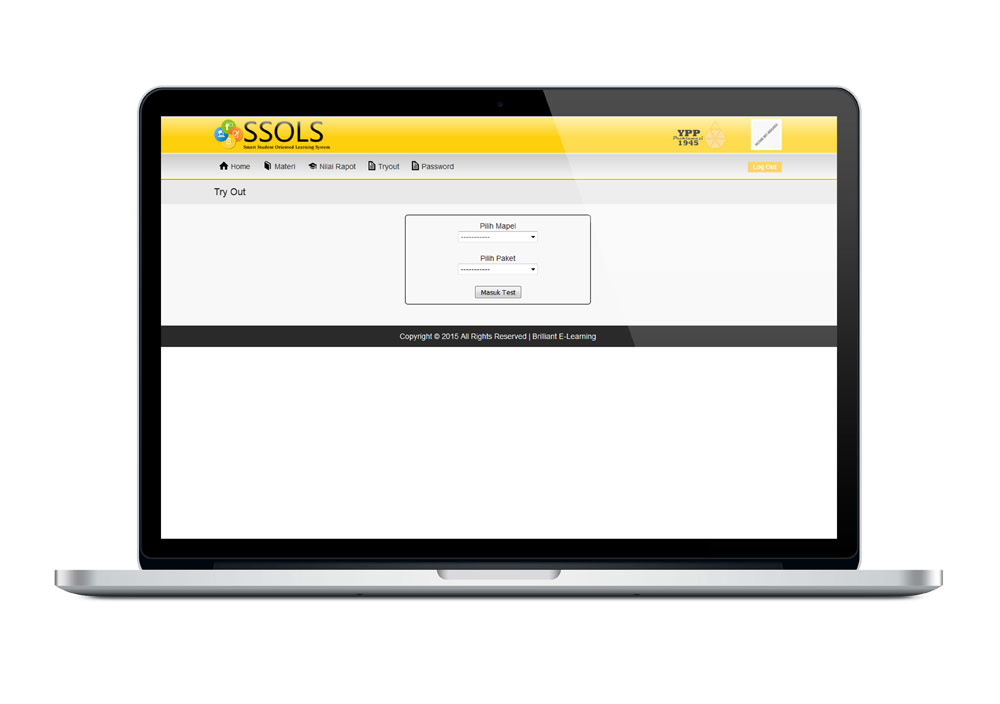 SSOLS
Smart Student Oriented Learning System
YPP
1945
Home Materi Nilai Rapot Tryout Password
Log Out
Try Out
Pilih Mapel
-----------
Pilih Paket
-----------
Masuk Test
Copyright © 2015 All Rights Reserved | Brilliant E-Learning